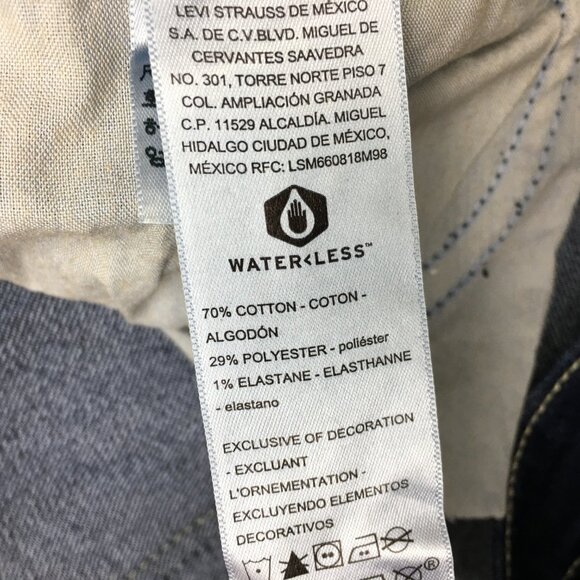 LEVI STRAUSS DE MÉXICO
S.A. DE C.V.BLVD. MIGUEL DE
CERVANTES SAAVEDRA
NO. 301, TORRE NORTE PISO 7
COL. AMPLIACIÓN GRANADA
C.P. 11529 ALCALDÍA. MIGUEL
HIDALGO CIUDAD DE MÉXICO,
MÉXICO RFC: LSM660818M98
WATER<LESS™
70% COTTON - COTON -
ALGODÓN
29% POLYESTER - poliéster
1% ELASTANE - ELASTHANNE
- elastano
EXCLUSIVE OF DECORATION
- EXCLUANT
L'ORNEMENTATION -
EXCLUYENDO ELEMENTOS
DECORATIVOS
®